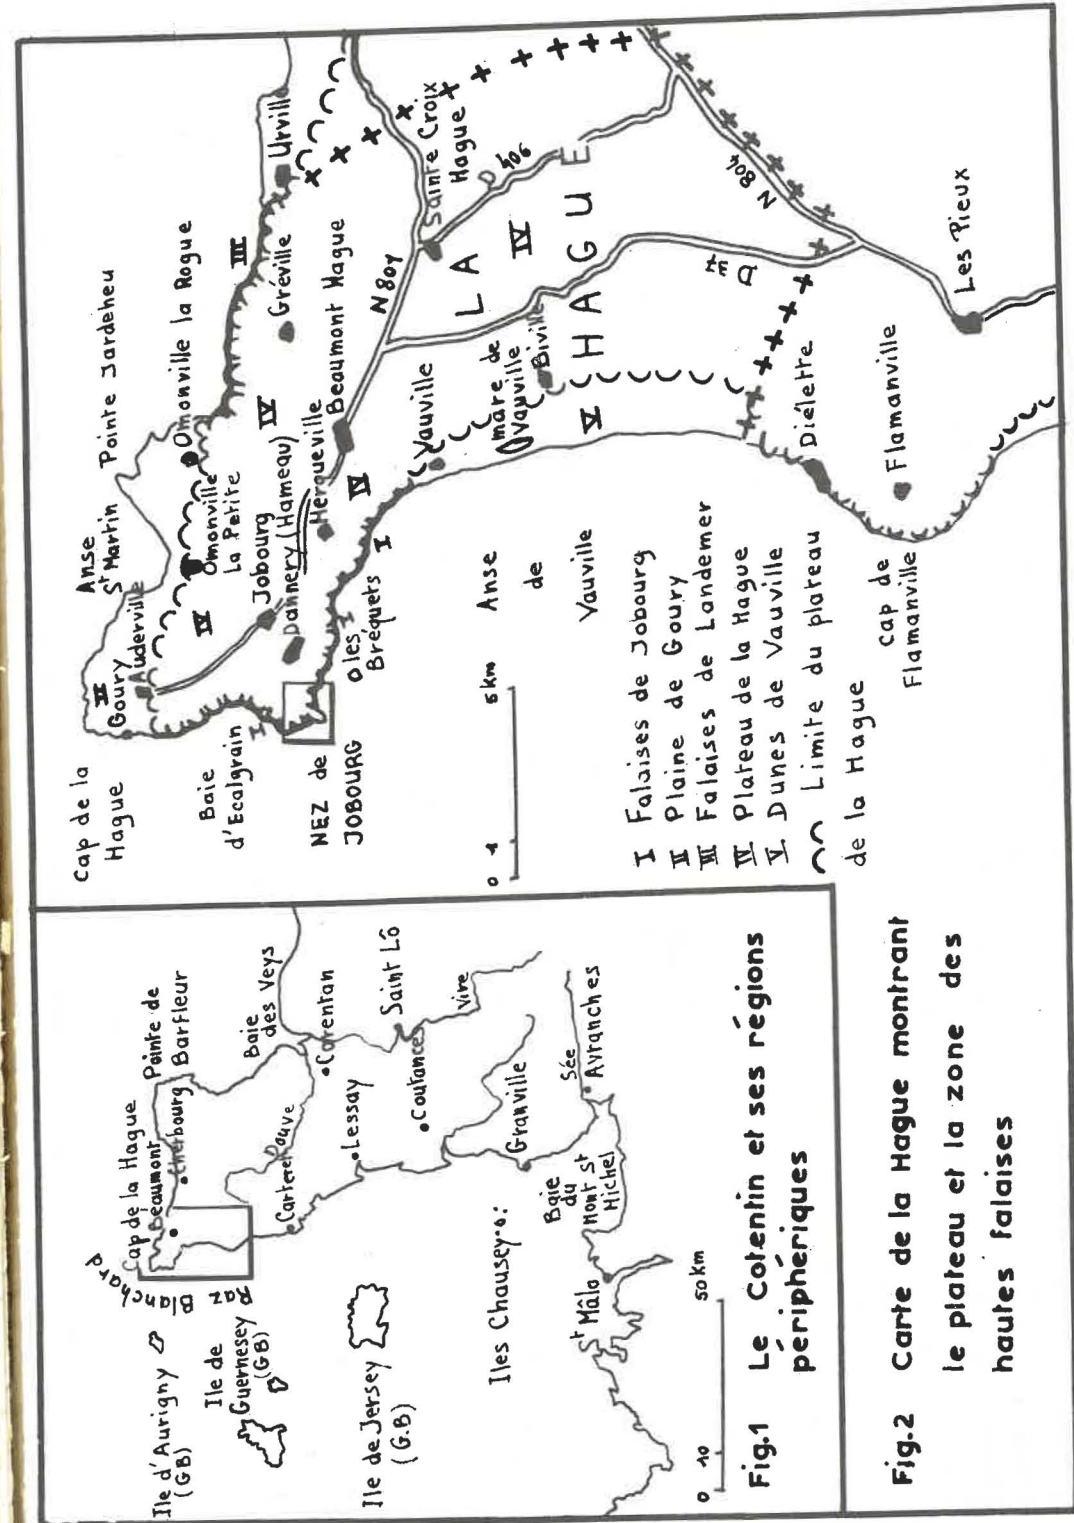 Cap de la Hague
Beaumont
Cherbourg
Pointe de
Barfleur
Raz Blanchard
Ile d'Aurigny
(GB)
Ile de
Guernesey
(GB)
Baie
des Veys
Douve
Carteret
Carentan
Ile de Jersey
(G.B)
Lessay
Saint Lô
Coutances
Vire
Iles Chausey
Granville
Sée
Avranches
Baie
du
Mont St
Michel
St Mâlo
0 10 50 km
Fig.1 Le Cotentin et ses régions
périphériques
Cap de la
Hague
II
Goury
Auderville
Anse
St Martin
Pointe Jardeheu
Omonville la Rogue
III
Urville
Baie
d'Ecalgrain
I
IV
Omonville
La Petite
IV
Gréville
Jobourg
Dannery (Hameau)
Herqueville
Beaumont Hague
NEZ de
JOBOURG
O les
Bréquets
I
I
IV
N 801
Sainte Croix
Hague
D 406
Vauville
mare de
Vauville
Biville
LA
IV
HAGUE
V
D 37
N 804
Anse
de
Vauville
0 1 5 km
Diélette
Les Pieux
Flamanville
Cap de
Flamanville
I Falaises de Jobourg
II Plaine de Goury
III Falaises de Landemer
IV Plateau de la Hague
V. Dunes de Vauville
Limite du plateau
de la Hague
Fig.2 Carte de la Hague montrant
le plateau et la zone des
hautes falaises